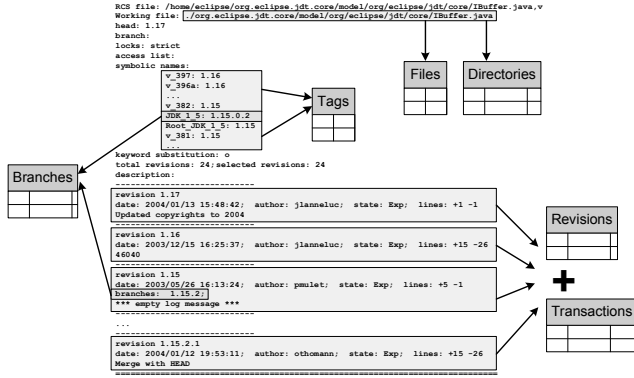 RCS file: /home/eclipse/org.eclipse.jdt.core/model/org/eclipse/jdt/core/IBuffer.java,v
Working file: ./org.eclipse.jdt.core/model/org/eclipse/jdt/core/IBuffer.java
head: 1.17
branch:
locks: strict
access list:
symbolic names:
v_397: 1.16
v_396a: 1.16
...
v_382: 1.15
JDK_1_5: 1.15.0.2
Root_JDK_1_5: 1.15
v_381: 1.15
...
Files
Directories
Tags
Branches
keyword substitution: o
total revisions: 24;selected revisions: 24
description:
----------------------------
revision 1.17
date: 2004/01/13 15:48:42; author: jlanneluc; state: Exp; lines: +1 -1
Updated copyrights to 2004
----------------------------
revision 1.16
date: 2003/12/15 16:25:37; author: jlanneluc; state: Exp; lines: +15 -26
46040
----------------------------
revision 1.15
date: 2003/05/26 16:13:24; author: pmulet; state: Exp; lines: +5 -1
branches: 1.15.2;
*** empty log message ***
----------------------------
...
----------------------------
revision 1.15.2.1
date: 2004/01/12 19:53:11; author: othomann; state: Exp; lines: +15 -26
Merge with HEAD
=============================================================================
Revisions
+
Transactions